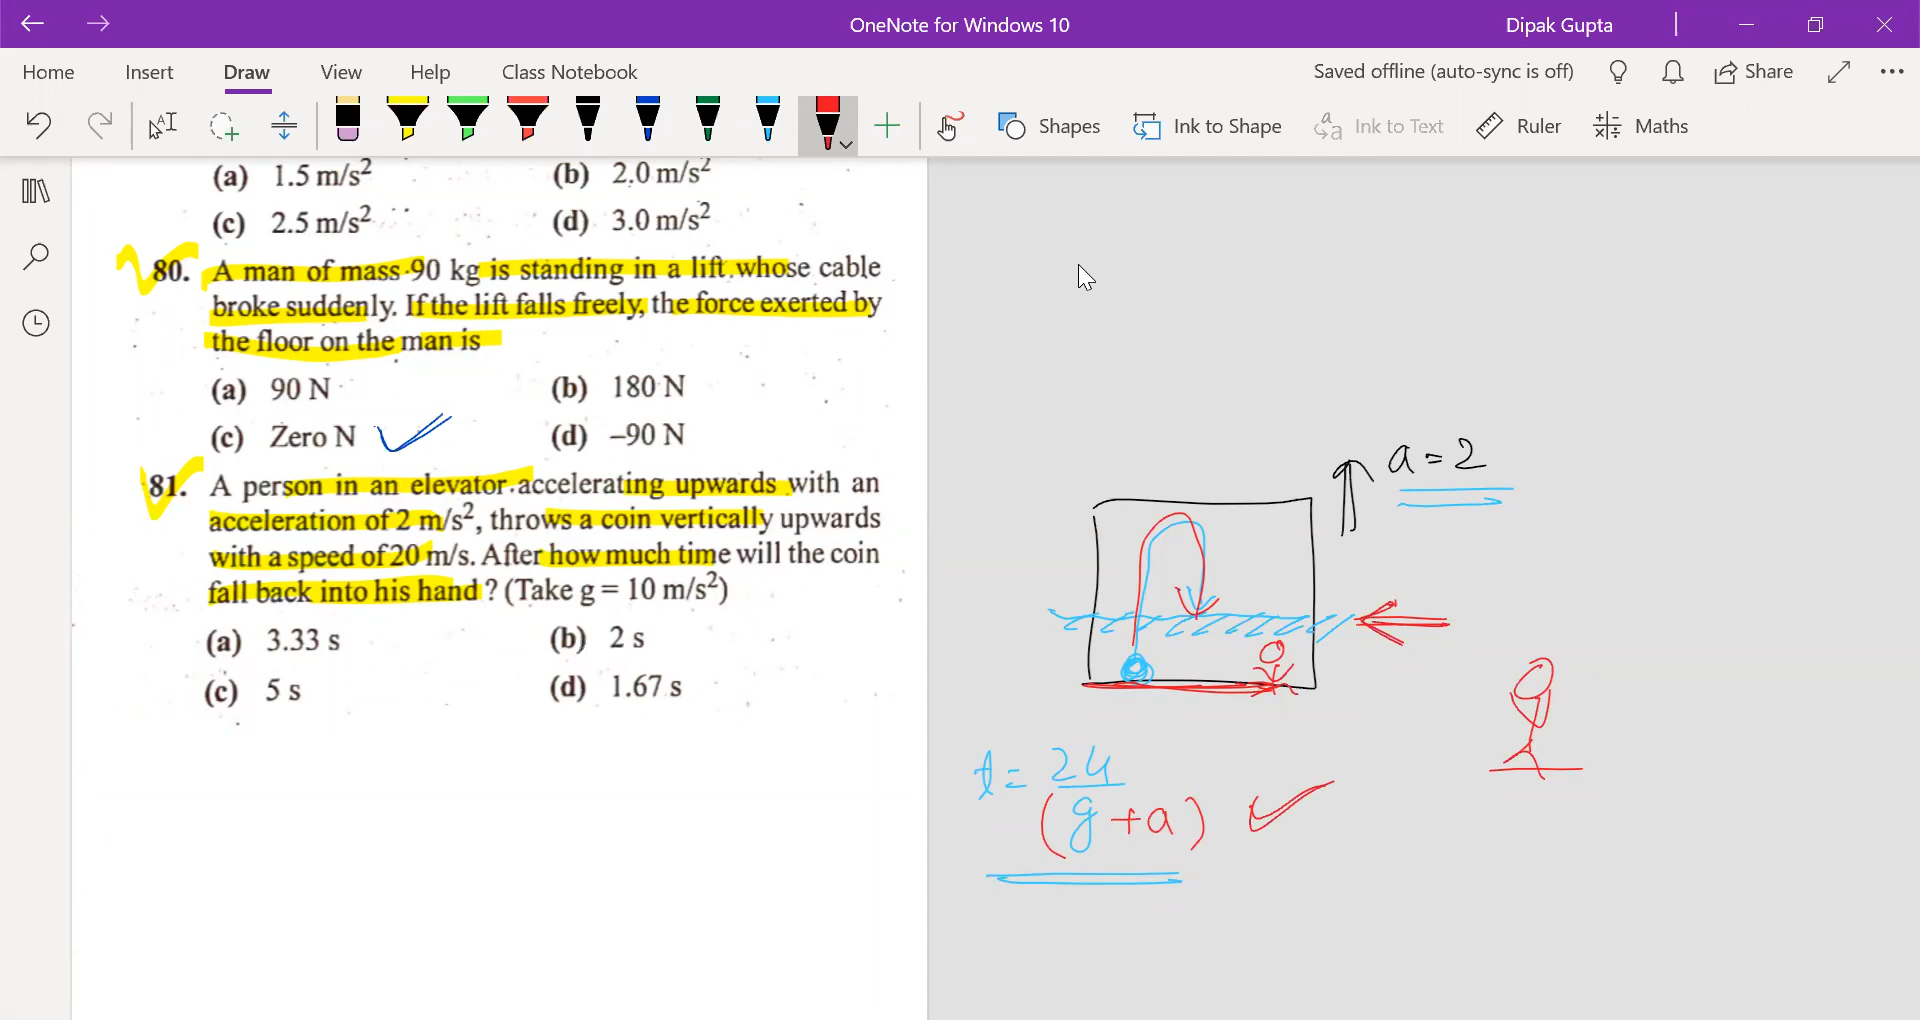 OneNote for Windows 10
Dipak Gupta
Home Insert Draw View Help Class Notebook
Saved offline (auto-sync is off) Share
Shapes Ink to Shape Ink to Text Ruler Maths
(a) 1.5 m/s² (b) 2.0 m/s²
(c) 2.5 m/s² (d) 3.0 m/s²
80. A man of mass 90 kg is standing in a lift whose cable
broke suddenly. If the lift falls freely, the force exerted by
the floor on the man is
(a) 90 N (b) 180 N
(c) Zero N (d) –90 N
81. A person in an elevator accelerating upwards with an
acceleration of 2 m/s², throws a coin vertically upwards
with a speed of 20 m/s. After how much time will the coin
fall back into his hand ? (Take g = 10 m/s²)
(a) 3.33 s (b) 2 s
(c) 5 s (d) 1.67 s
a = 2
t = 2u
(g + a)